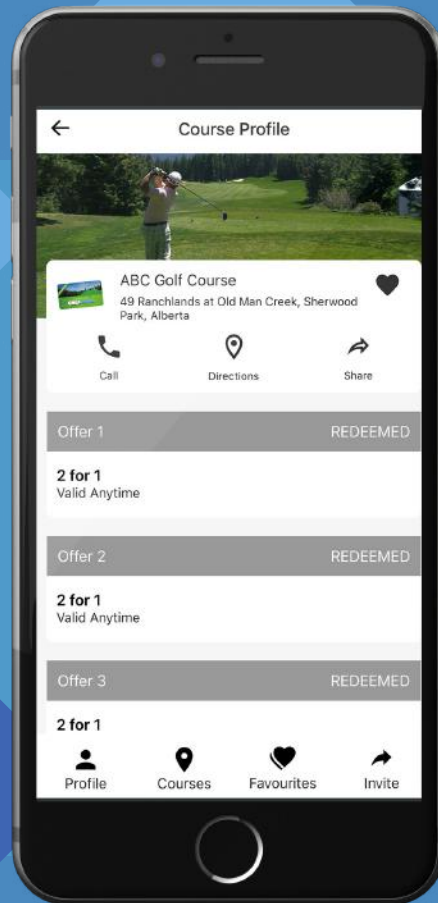 Course Profile
ABC Golf Course
49 Ranchlands at Old Man Creek, Sherwood
Park, Alberta
Call
Directions
Share
Offer 1
REDEEMED
2 for 1
Valid Anytime
Offer 2
REDEEMED
2 for 1
Valid Anytime
Offer 3
REDEEMED
2 for 1
Profile
Courses
Favourites
Invite